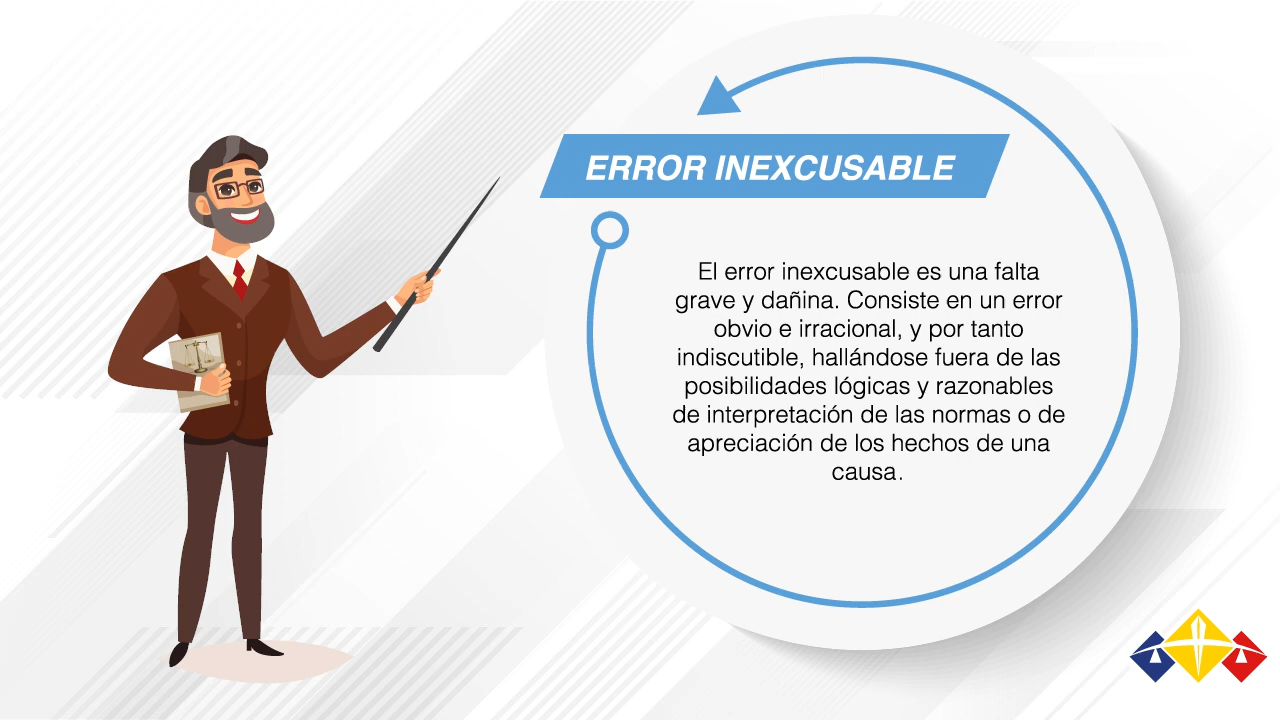 ERROR INEXCUSABLE
El error inexcusable es una falta
grave y dañina. Consiste en un error
obvio e irracional, y por tanto
indiscutible, hallándose fuera de las
posibilidades lógicas y razonables
de interpretación de las normas o de
apreciación de los hechos de una
causa.